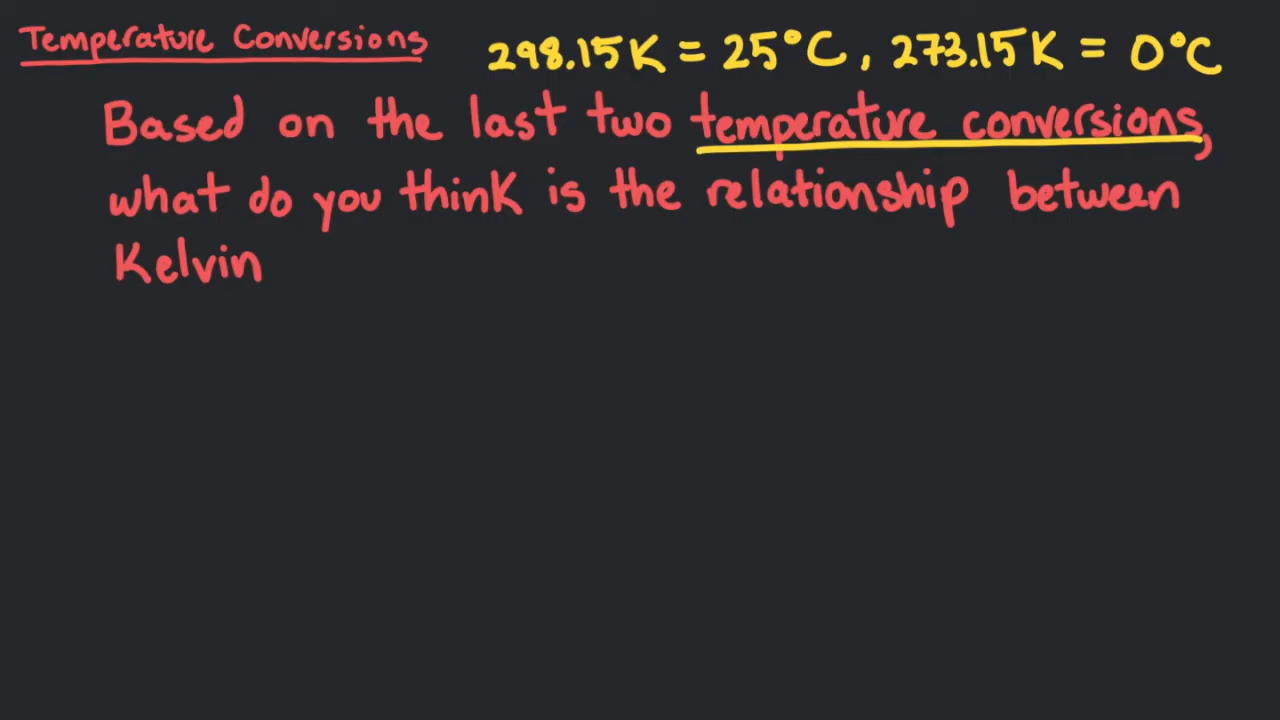 Temperature Conversions
298.15K = 25°C, 273.15K = 0°C
Based on the last two temperature conversions,
what do you think is the relationship between
Kelvin